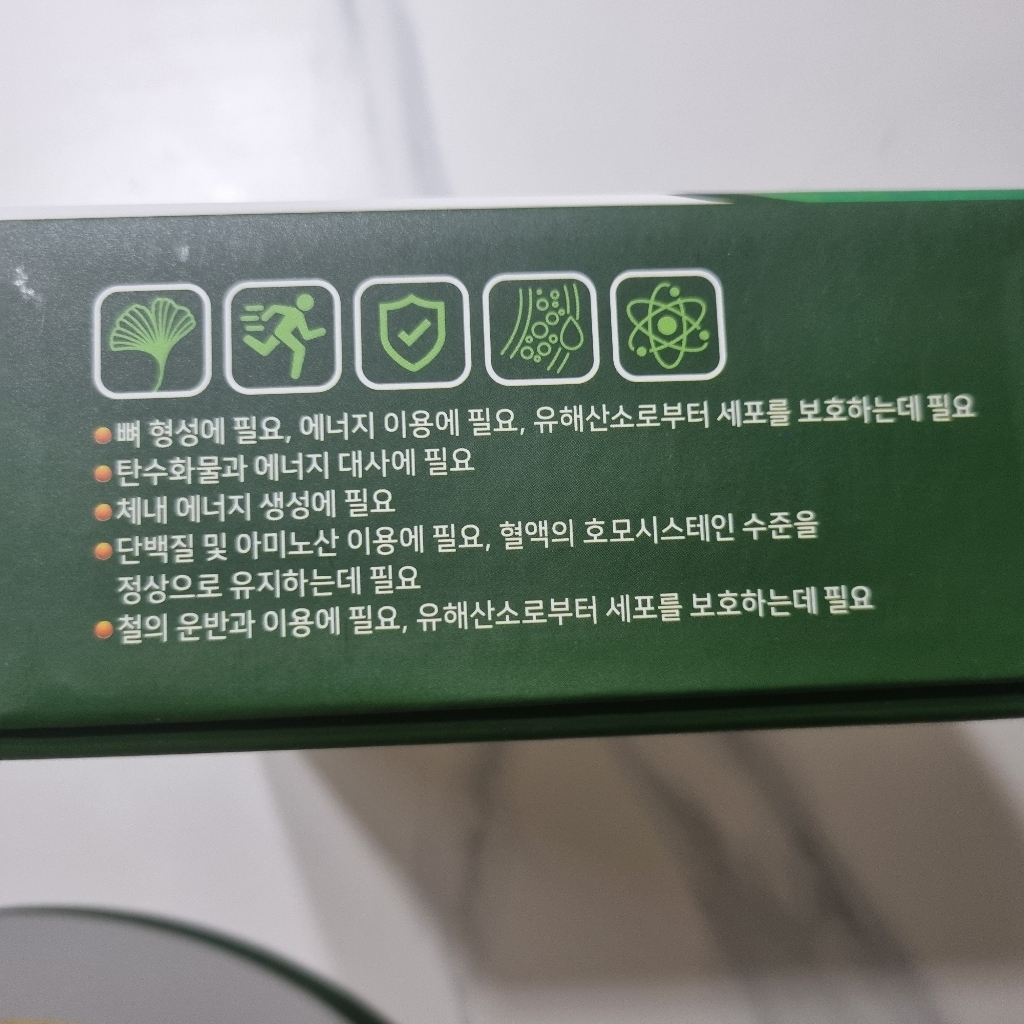 뼈 형성에 필요, 에너지 이용에 필요, 유해산소로부터 세포를 보호하는데 필요
탄수화물과 에너지 대사에 필요
체내 에너지 생성에 필요
단백질 및 아미노산 이용에 필요, 혈액의 호모시스테인 수준을
정상으로 유지하는데 필요
철의 운반과 이용에 필요, 유해산소로부터 세포를 보호하는데 필요